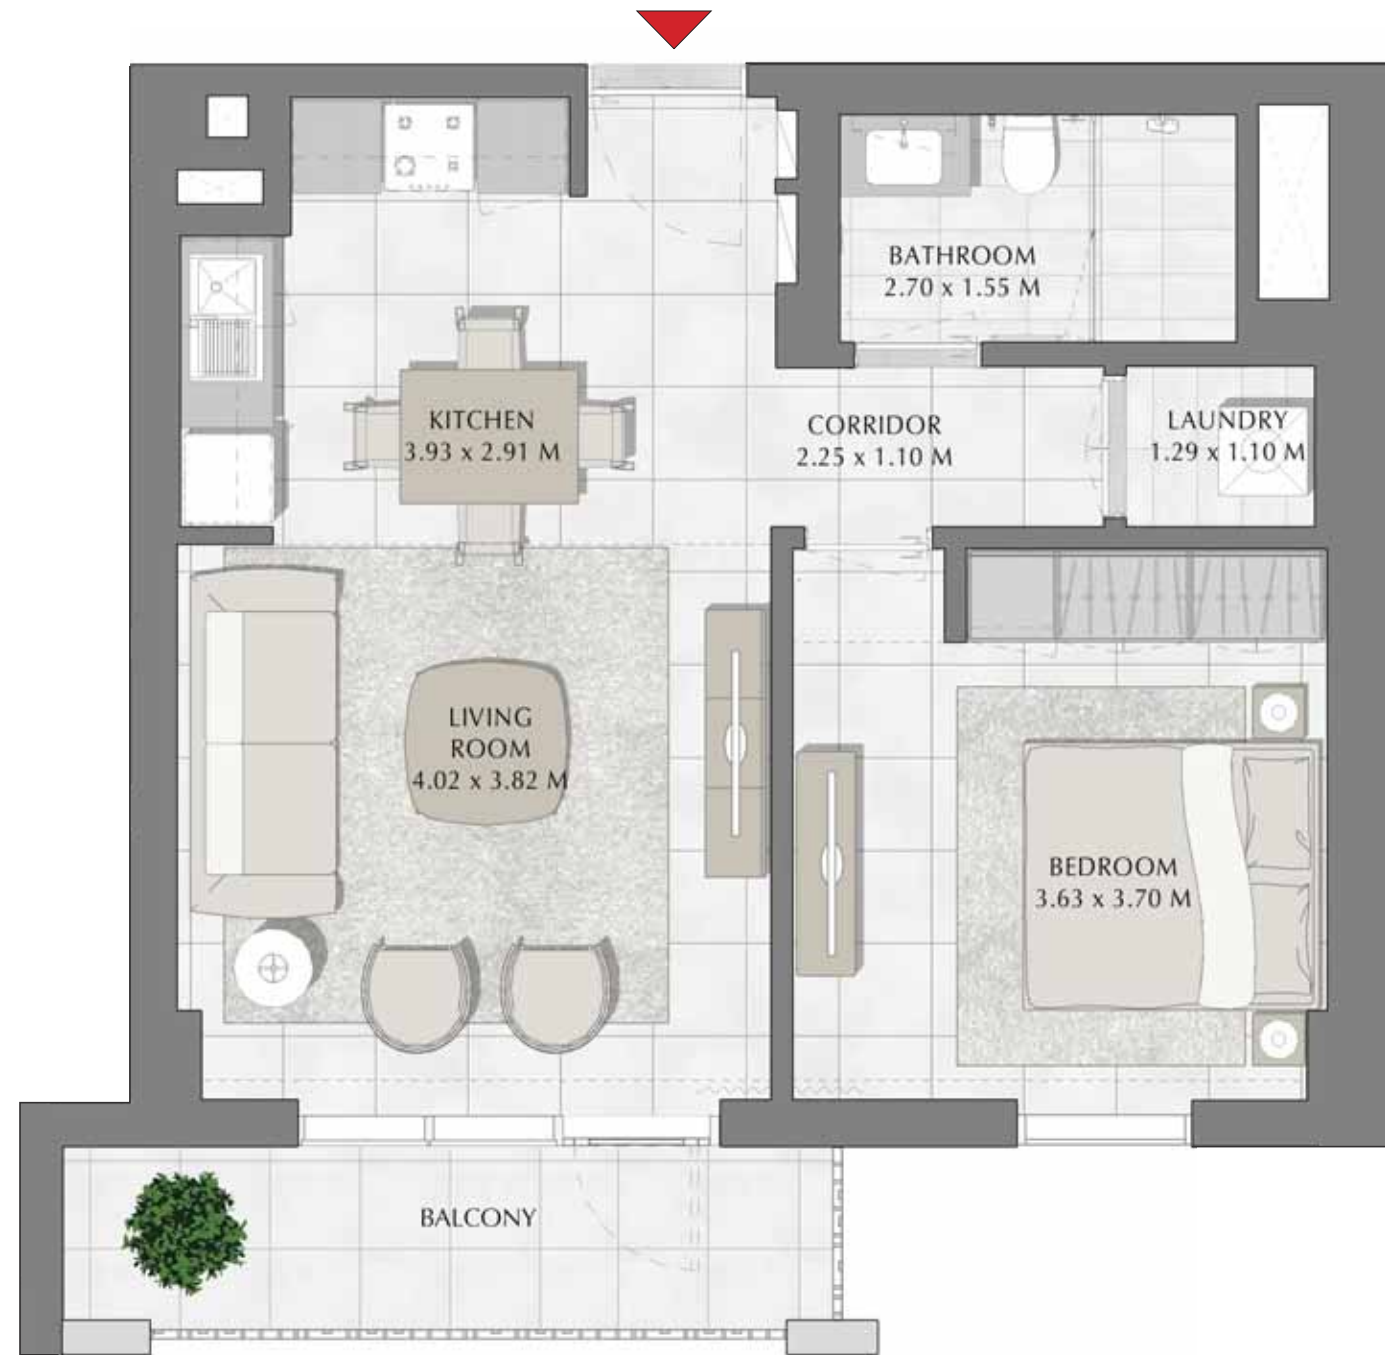 BATHROOM
2.70 x 1.55 M
KITCHEN
3.93 x 2.91 M
CORRIDOR
2.25 x 1.10 M
LAUNDRY
1.29 x 1.10 M
LIVING
ROOM
4.02 x 3.82 M
BEDROOM
3.63 x 3.70 M
BALCONY